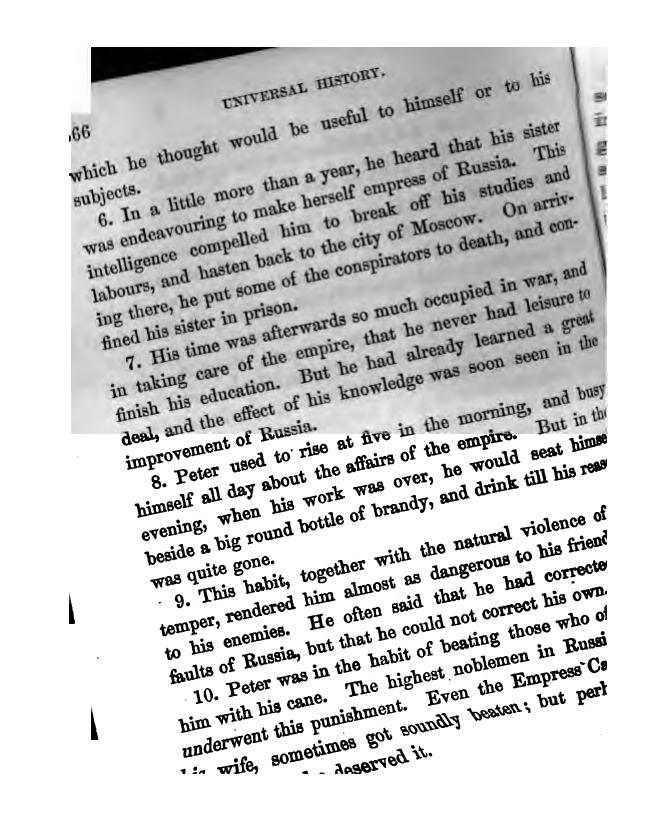 UNIVERSAL HISTORY.
66
which he thought would be useful to himself or to his
subjects.
6. In a little more than a year, he heard that his sister
was endeavouring to make herself empress of Russia. This
intelligence compelled him to break off his studies and
labours, and hasten back to the city of Moscow. On arriv-
ing there, he put some of the conspirators to death, and con-
fined his sister in prison.
7. His time was afterwards so much occupied in war, and
in taking care of the empire, that he never had leisure to
finish his education. But he had already learned a great
deal, and the effect of his knowledge was soon seen in the
improvement of Russia.
8. Peter used to rise at five in the morning, and busy
himself all day about the affairs of the empire. But in the
evening, when his work was over, he would seat himse
beside a big round bottle of brandy, and drink till his reas
was quite gone.
9. This habit, together with the natural violence of
temper, rendered him almost as dangerous to his friend
to his enemies. He often said that he had correcte
faults of Russia, but that he could not correct his own.
10. Peter was in the habit of beating those who of
him with his cane. The highest noblemen in Russi
underwent this punishment. Even the Empress Ca
his wife, sometimes got soundly beaten; but perh
deserved it.